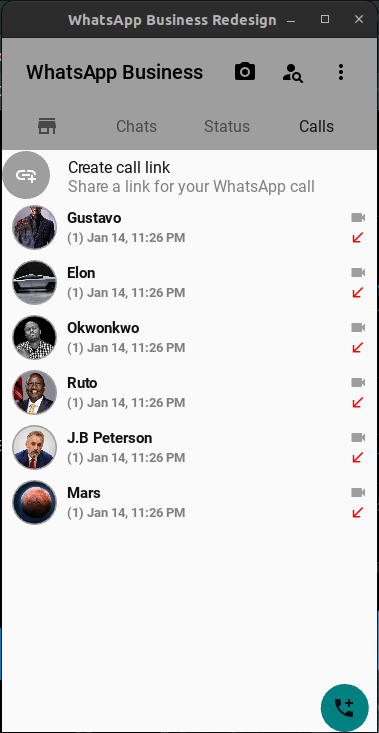 WhatsApp Business Redesign
WhatsApp Business
Chats Status Calls
Create call link
Share a link for your WhatsApp call
Gustavo
(1) Jan 14, 11:26 PM
Elon
(1) Jan 14, 11:26 PM
Okwonkwo
(1) Jan 14, 11:26 PM
Ruto
(1) Jan 14, 11:26 PM
J.B Peterson
(1) Jan 14, 11:26 PM
Mars
(1) Jan 14, 11:26 PM